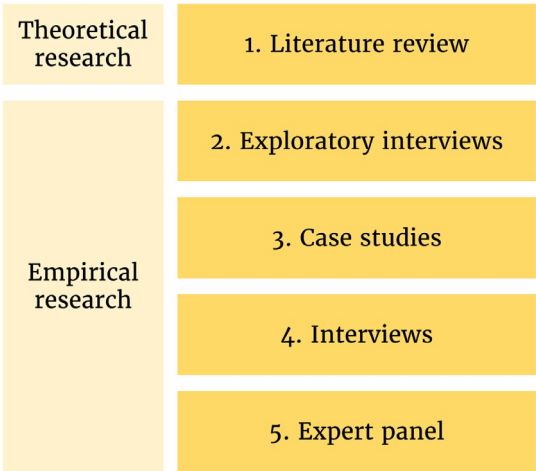 Theoretical
research
1. Literature review
2. Exploratory interviews
3. Case studies
Empirical
research
4. Interviews
5. Expert panel